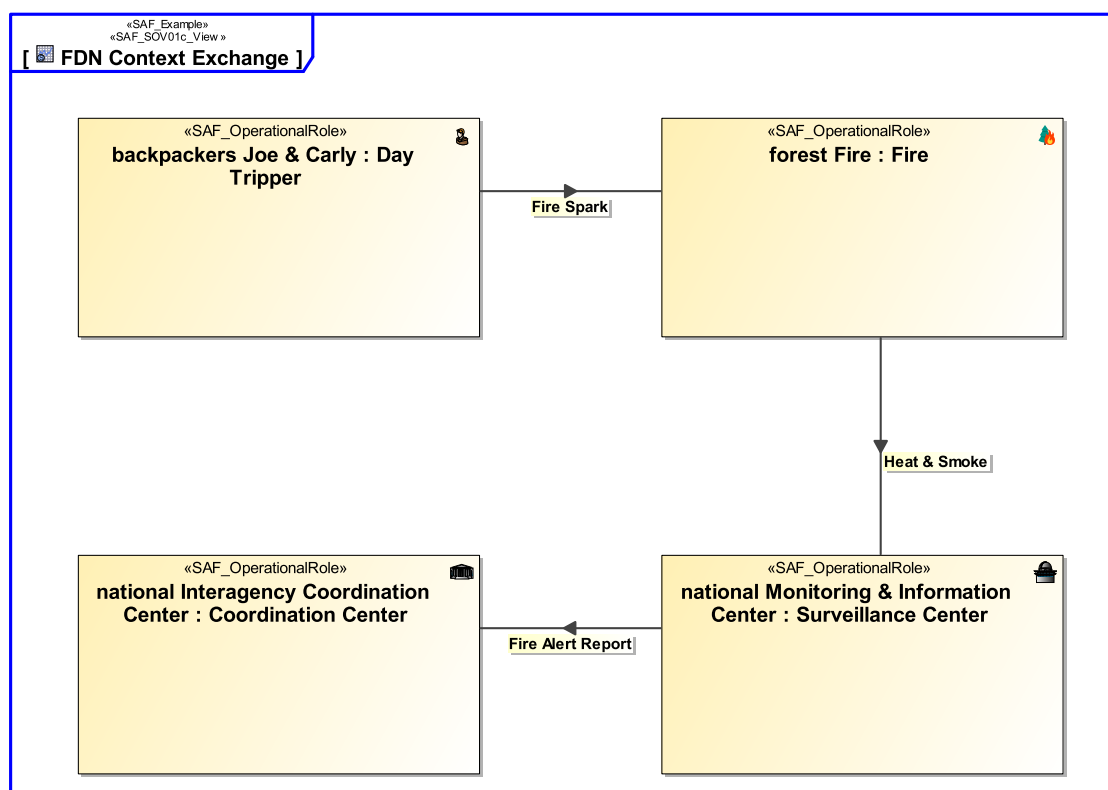 «SAF_Example»
«SAF_SOV01c_View »
[ FDN Context Exchange ]
«SAF_OperationalRole»
backpackers Joe & Carly : Day
Tripper
«SAF_OperationalRole»
forest Fire : Fire
Fire Spark
Heat & Smoke
«SAF_OperationalRole»
national Interagency Coordination
Center : Coordination Center
«SAF_OperationalRole»
national Monitoring & Information
Center : Surveillance Center
Fire Alert Report